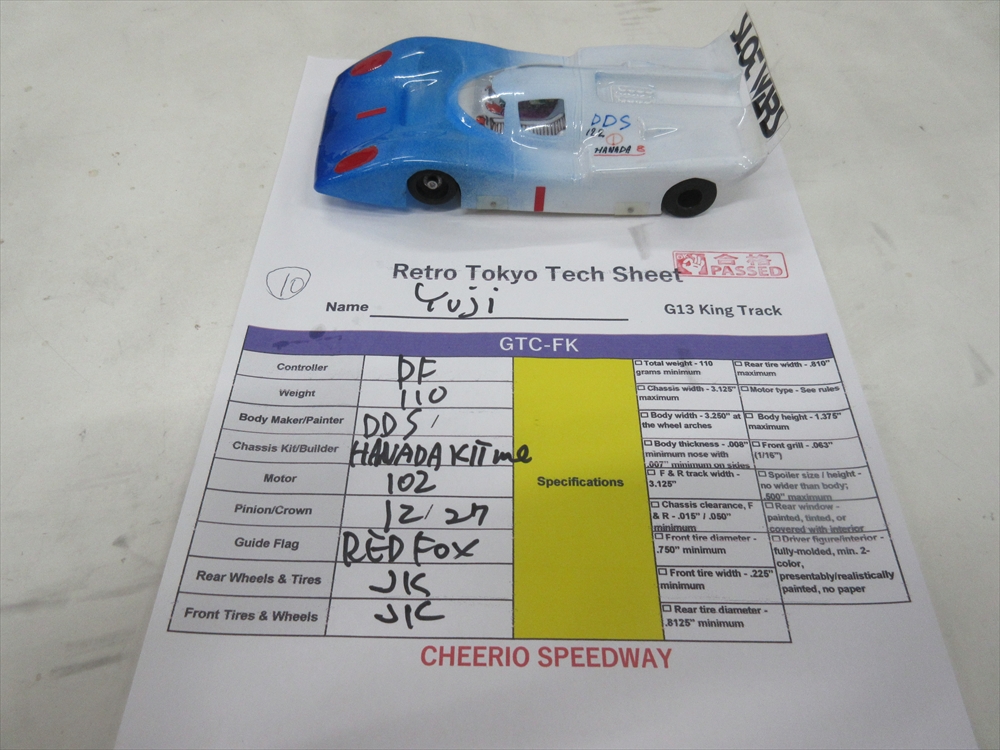 SLOT WERS
DDS
182 1
HANADA
合格
PASSED
10
Retro Tokyo Tech Sheet
Name Yuji
G13 King Track
GTC-FK
Controller DF
Weight 110
Body Maker/Painter DDS
Chassis Kit/Builder HANADA KIT me
Motor 102
Pinion/Crown 12/27
Guide Flag RED FOX
Rear Wheels & Tires JK
Front Tires & Wheels JK
Specifications
☐ Total weight - 110
grams minimum
☐ Chassis width - 3.125"
maximum
☐ Body width - 3.250" at
the wheel arches
☐ Body thickness - .008"
minimum nose with
.007" minimum on sides
☐ F & R track width -
3.125"
☐ Chassis clearance, F
& R - .015" / .050"
minimum
☐ Front tire diameter -
.750" minimum
☐ Front tire width - .225"
minimum
☐ Rear tire diameter -
.8125" minimum
☐ Rear tire width - .810"
maximum
☐ Motor type - See rules
☐ Body height - 1.375"
maximum
☐ Front grill - .063"
(1/16")
☐ Spoiler size / height -
no wider than body;
.500" maximum
☐ Rear window -
painted, tinted, or
covered with interior
☐ Driver figure/interior -
fully-molded, min. 2-
color,
presentably/realistically
painted, no paper
CHEERIO SPEEDWAY